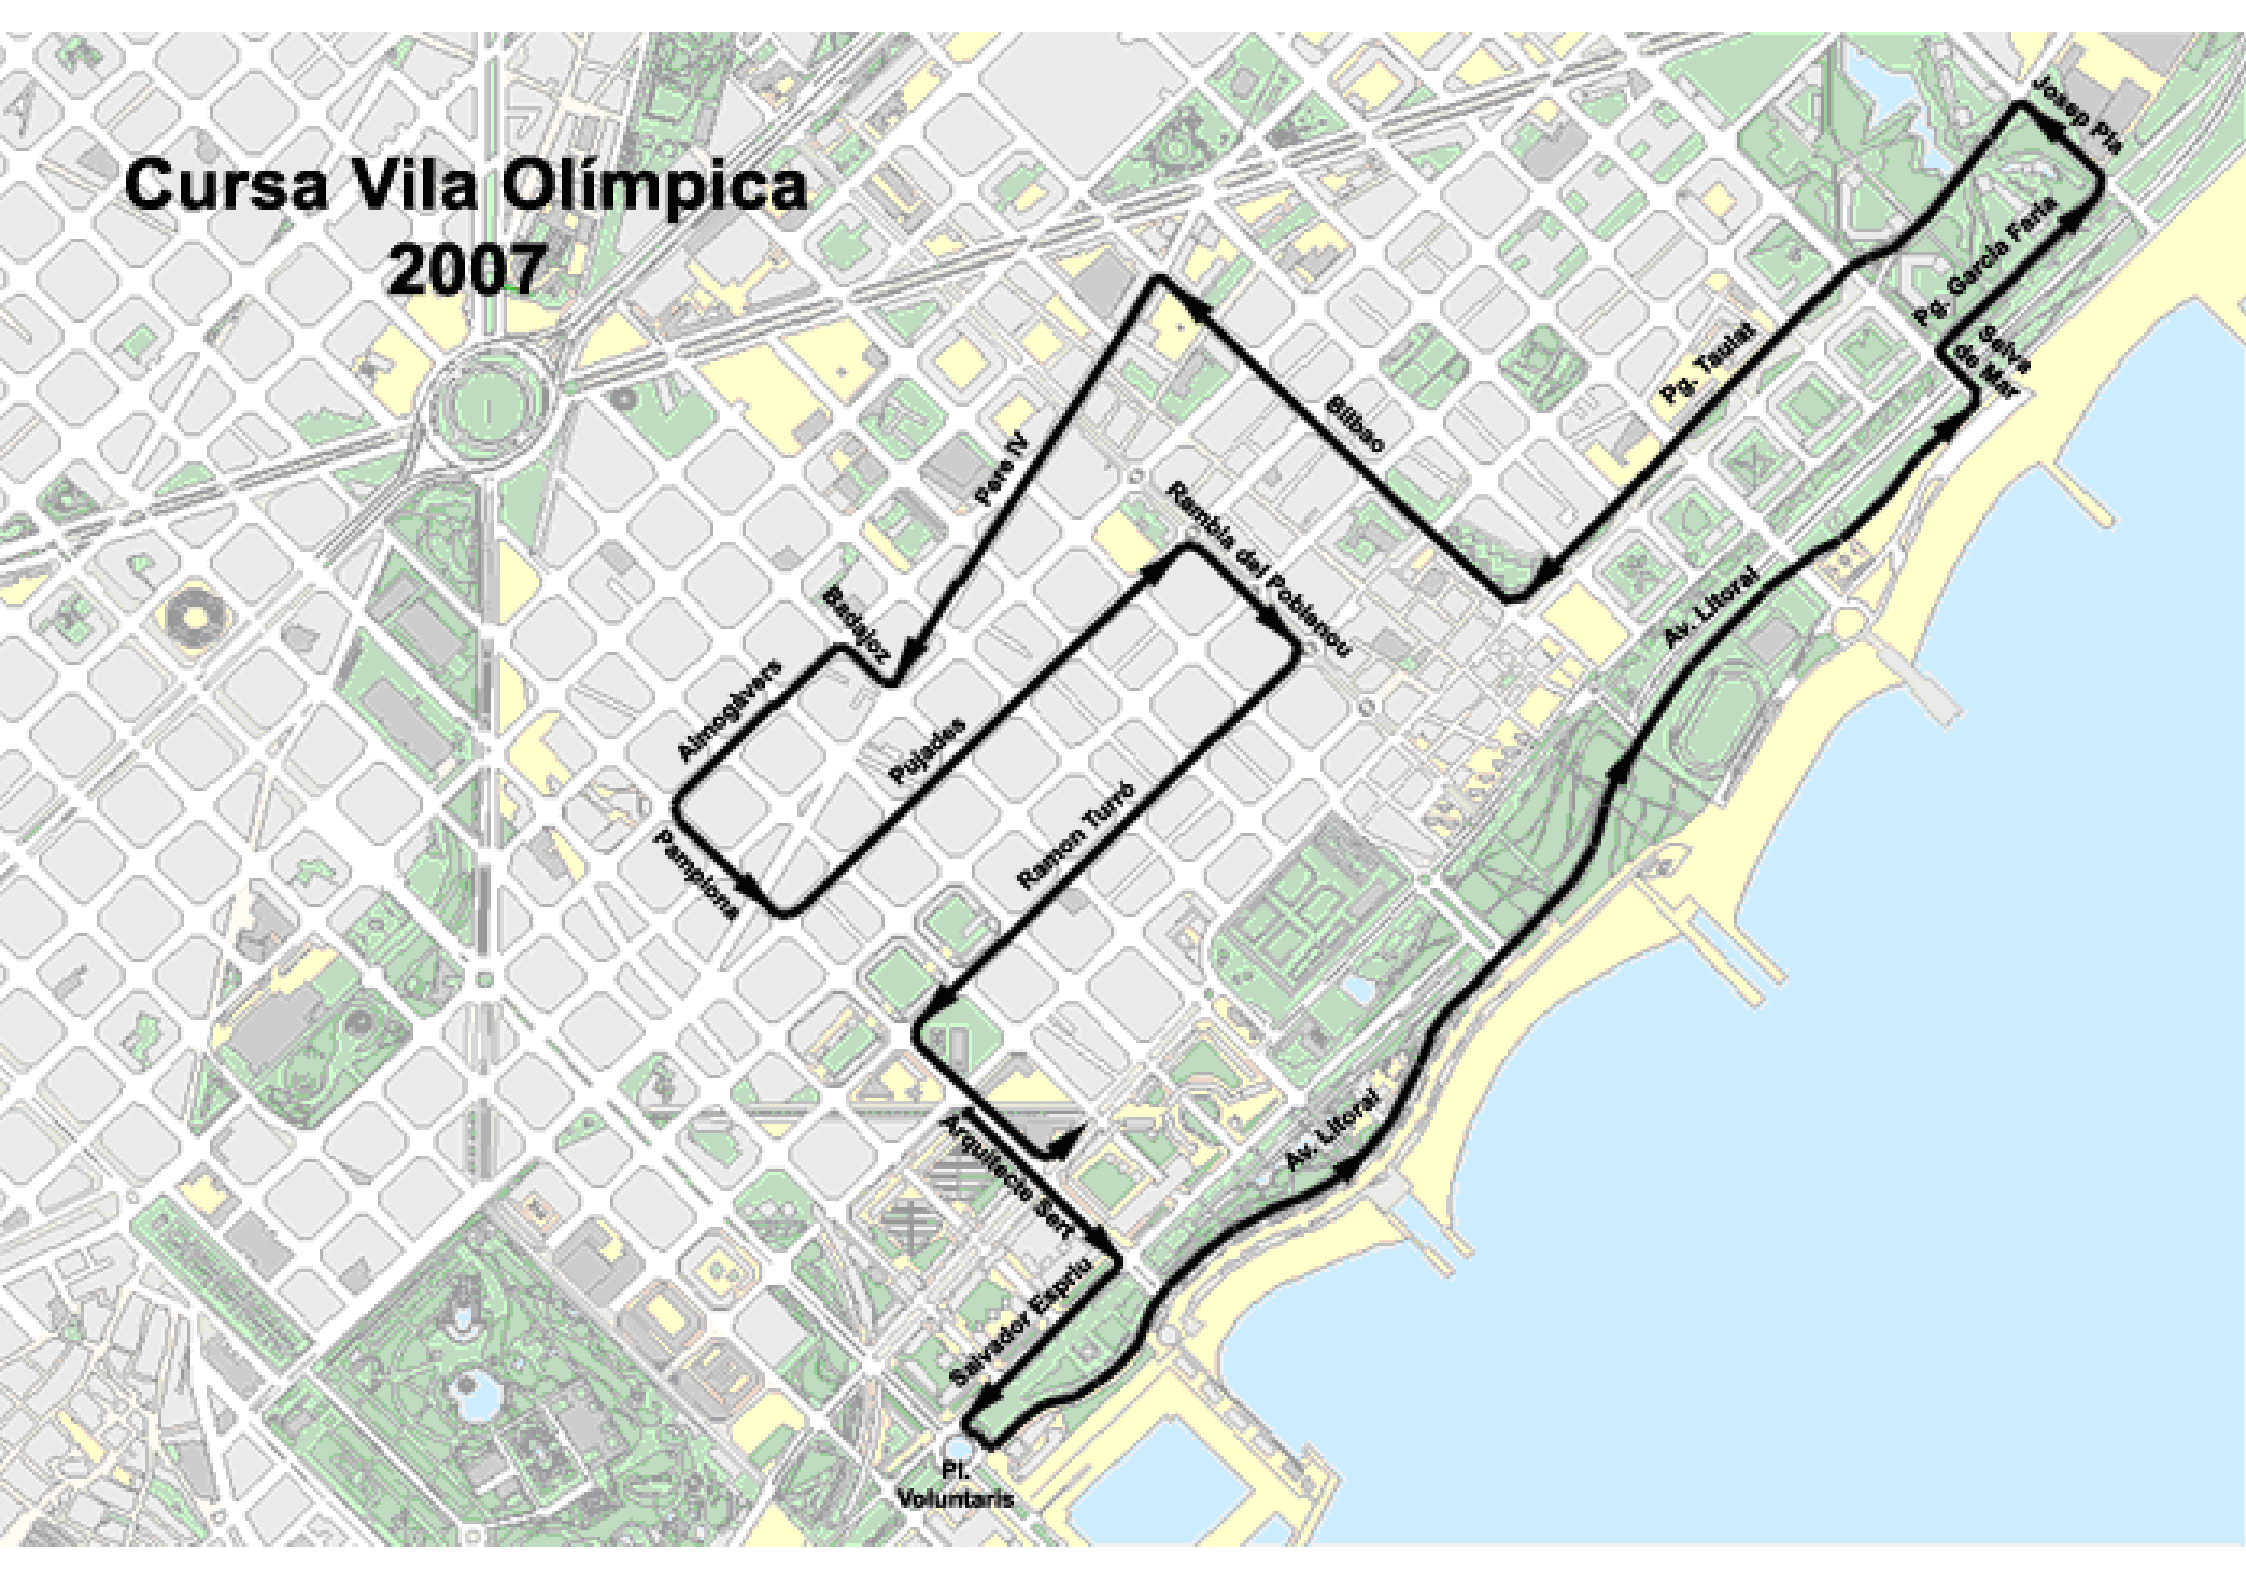 Cursa Vila Olímpica
2007
Josep Pla
Pg. Garcia Faria
Selva
de Mar
Pg. Taulat
Bilbao
Pere IV
Rambla del Poblenou
Av. Litoral
Badajoz
Almogàvers
Pujades
Ramon Turró
Pamplona
Av. Litoral
Arquitecte Sert
Salvador Espriu
Pl.
Voluntaris